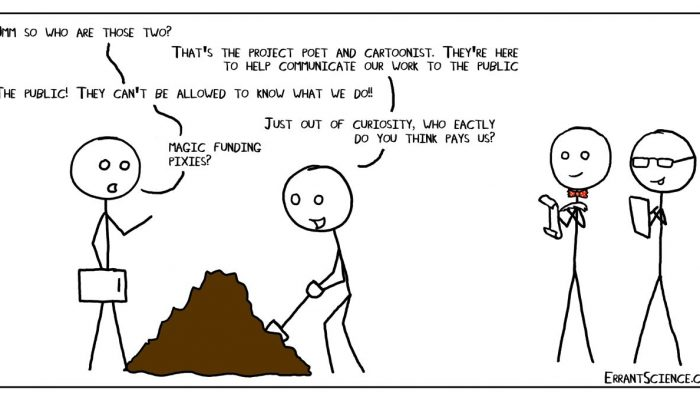 UMM SO WHO ARE THOSE TWO?
THAT'S THE PROJECT POET AND CARTOONIST. THEY'RE HERE
TO HELP COMMUNICATE OUR WORK TO THE PUBLIC
THE PUBLIC! THEY CAN'T BE ALLOWED TO KNOW WHAT WE DO!!
JUST OUT OF CURIOSITY, WHO EACTLY
DO YOU THINK PAYS US?
MAGIC FUNDING
PIXIES?
ERRANTSCIENCE.C